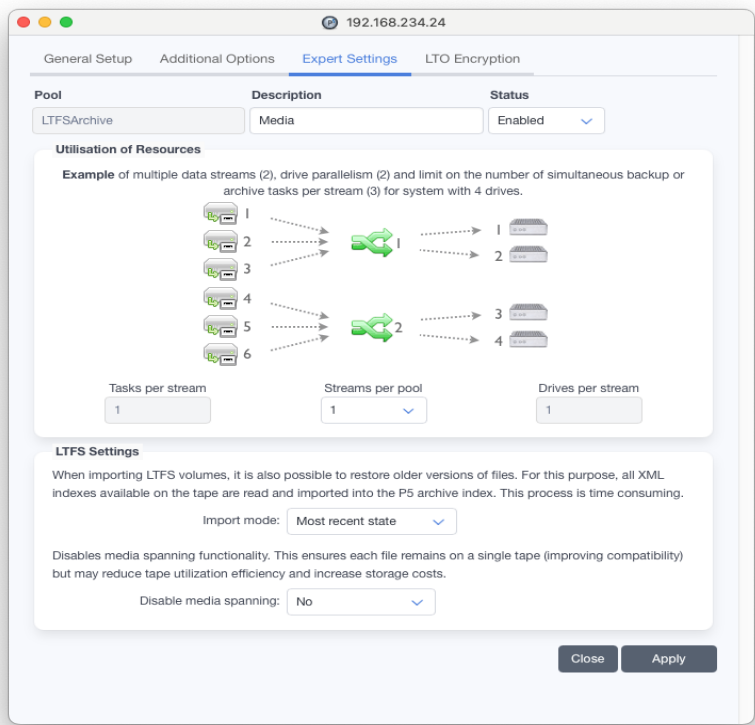 192.168.234.24
General Setup Additional Options Expert Settings LTO Encryption
Pool Description Status
LTFSArchive Media Enabled
Utilisation of Resources
Example of multiple data streams (2), drive parallelism (2) and limit on the number of simultaneous backup or
archive tasks per stream (3) for system with 4 drives.
1
2
3
1
1
2
4
5
6
2
3
4
Tasks per stream Streams per pool Drives per stream
1 1 1
LTFS Settings
When importing LTFS volumes, it is also possible to restore older versions of files. For this purpose, all XML
indexes available on the tape are read and imported into the P5 archive index. This process is time consuming.
Import mode: Most recent state
Disables media spanning functionality. This ensures each file remains on a single tape (improving compatibility)
but may reduce tape utilization efficiency and increase storage costs.
Disable media spanning: No
Close Apply